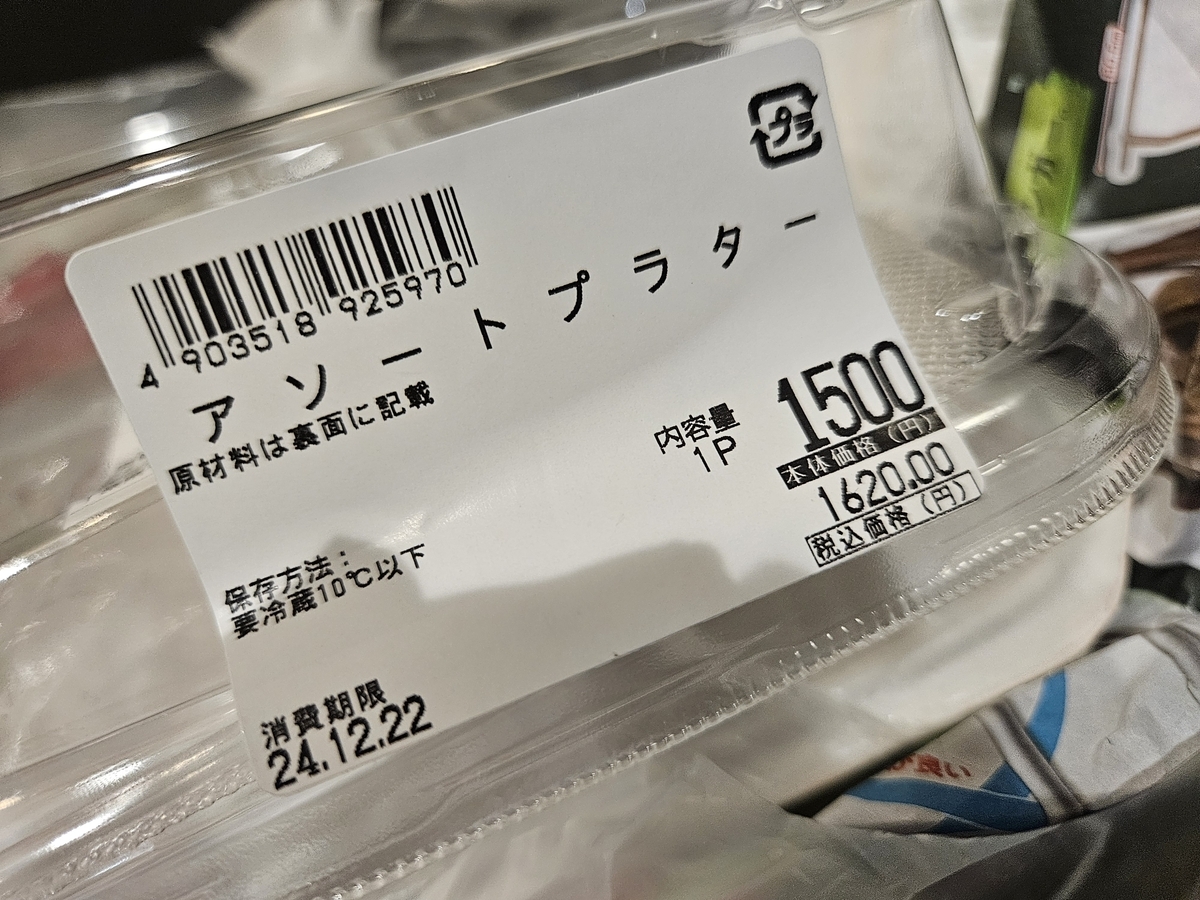 プラ
4 903518 925970
アソートプラター
原材料は裏面に記載
内容量
1P
1500
本体価格(円)
1620.00
税込価格(円)
保存方法:
要冷蔵10℃以下
消費期限
24.12.22
が良い